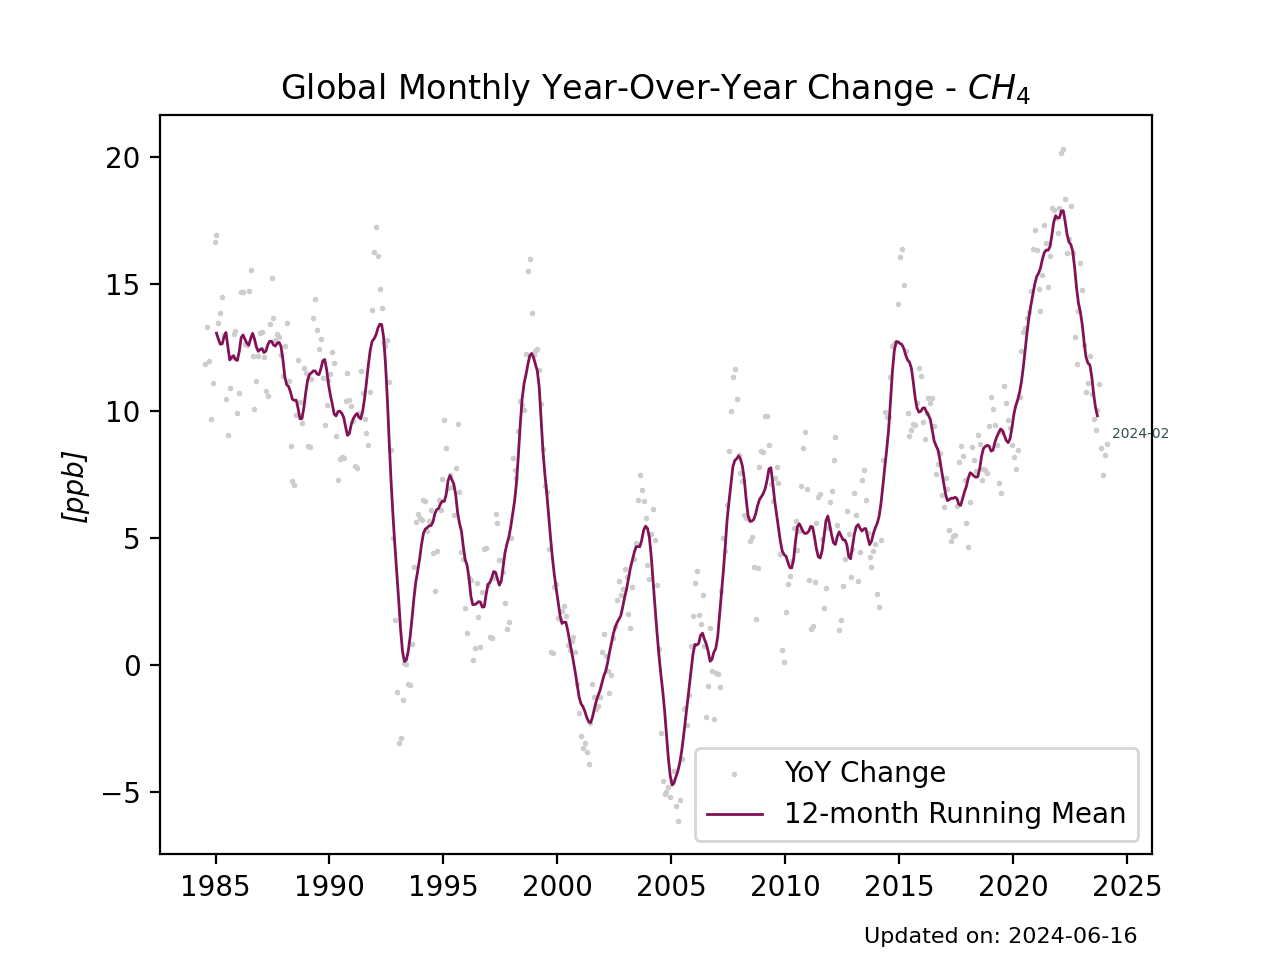 Global Monthly Year-Over-Year Change - CH₄
20
15
10
5
0
−5
[ppb]
2024-02
YoY Change
12-month Running Mean
1985 1990 1995 2000 2005 2010 2015 2020 2025
Updated on: 2024-06-16